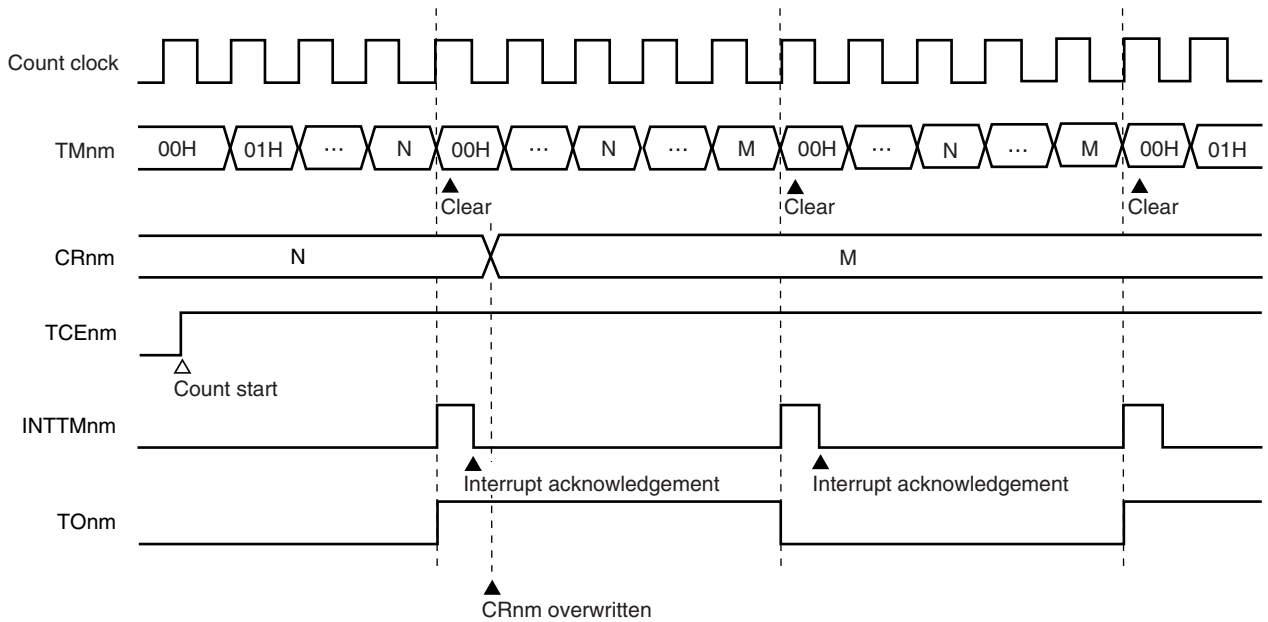 Count clock
TMnm 00H 01H ... N 00H ... N ... M 00H ... N ... M 00H 01H
Clear Clear Clear
CRnm N M
TCEnm
Count start
INTTMnm
Interrupt acknowledgement Interrupt acknowledgement
TOnm
CRnm overwritten